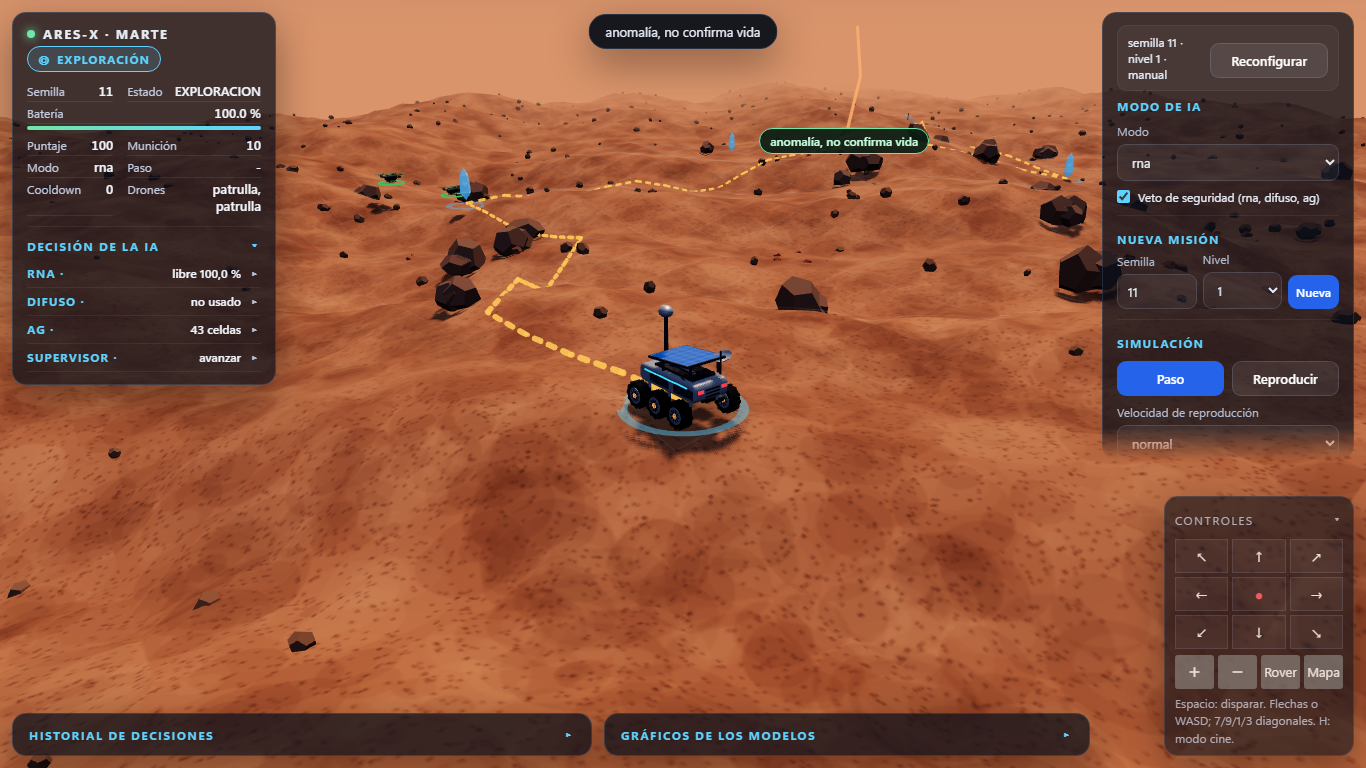 ARES-X · MARTE
EXPLORACIÓN
Semilla 11 Estado EXPLORACION
Batería 100.0 %
Puntaje 100 Munición 10
Modo rna Paso -
Cooldown 0 Drones patrulla,
patrulla
DECISIÓN DE LA IA
RNA · libre 100,0 %
DIFUSO · no usado
AG · 43 celdas
SUPERVISOR · avanzar
anomalía, no confirma vida
anomalía, no confirma vida
semilla 11 ·
nivel 1 ·
manual
Reconfigurar
MODO DE IA
Modo
rna
Veto de seguridad (rna, difuso, ag)
NUEVA MISIÓN
Semilla Nivel
11 1 Nueva
SIMULACIÓN
Paso Reproducir
Velocidad de reproducción
normal
CONTROLES
↖ ↑ ↗
← ● →
↙ ↓ ↘
+ − Rover Mapa
Espacio: disparar. Flechas o
WASD; 7/9/1/3 diagonales. H:
modo cine.
HISTORIAL DE DECISIONES
GRÁFICOS DE LOS MODELOS